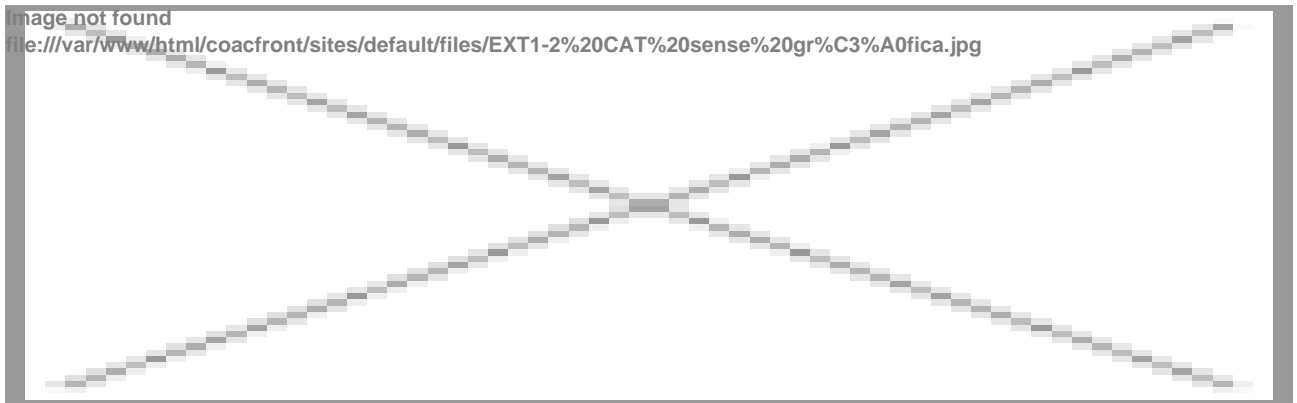 Image not found
file:///var/www/html/coacfront/sites/default/files/EXT1-2%20CAT%20sense%20gr%C3%A0fica.jpg